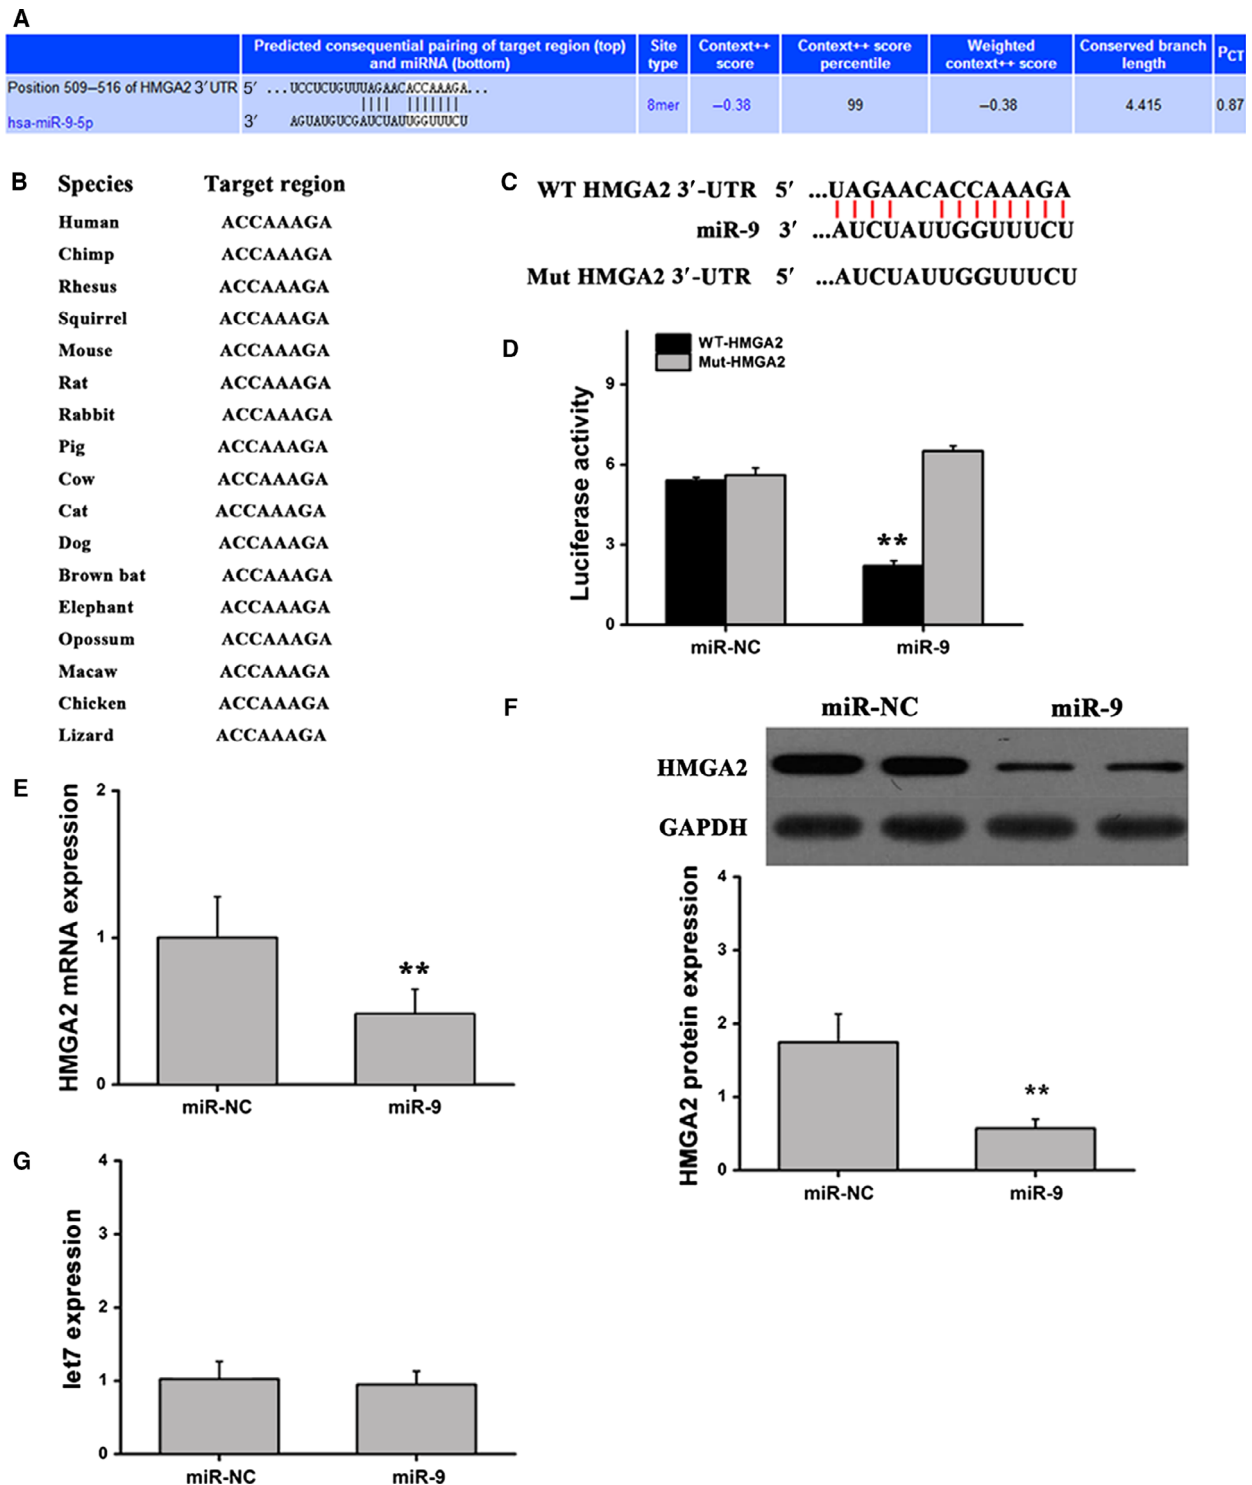 A
Predicted consequential pairing of target region (top) and miRNA (bottom)
Site type
Context++ score
Context++ score percentile
Weighted context++ score
Conserved branch length
PCT
Position 509–516 of HMGA2 3′UTR 5′ ...UCCUCUGUUUAGAACACCAAAGA...
hsa-miR-9-5p 3′ AGUAUGUCGAUCUAUUGGUUUCU
8mer –0.38 99 –0.38 4.415 0.87
B Species Target region
Human ACCAAAGA
Chimp ACCAAAGA
Rhesus ACCAAAGA
Squirrel ACCAAAGA
Mouse ACCAAAGA
Rat ACCAAAGA
Rabbit ACCAAAGA
Pig ACCAAAGA
Cow ACCAAAGA
Cat ACCAAAGA
Dog ACCAAAGA
Brown bat ACCAAAGA
Elephant ACCAAAGA
Opossum ACCAAAGA
Macaw ACCAAAGA
Chicken ACCAAAGA
Lizard ACCAAAGA
C WT HMGA2 3′-UTR 5′ ...UAGAACACCAAAGA
miR-9 3′ ...AUCUAUUGGUUUCU
Mut HMGA2 3′-UTR 5′ ...AUCUAUUGGUUUCU
D
WT-HMGA2
Mut-HMGA2
Luciferase activity
9
6
3
0
**
miR-NC miR-9
E
HMGA2 mRNA expression
2
1
0
**
miR-NC miR-9
F
miR-NC miR-9
HMGA2
GAPDH
HMGA2 protein expression
4
3
2
1
0
**
miR-NC miR-9
G
let7 expression
4
3
2
1
0
miR-NC miR-9